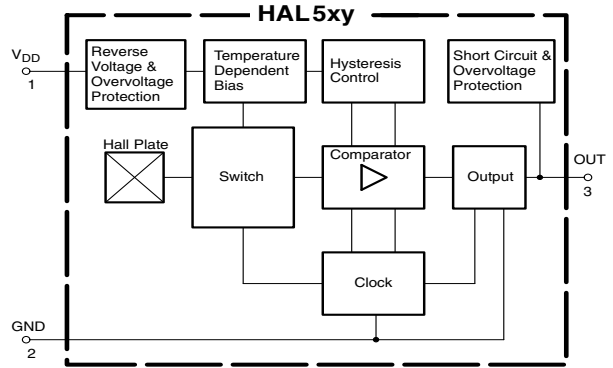 HAL5xy
VDD
1
Reverse
Voltage &
Overvoltage
Protection
Temperature
Dependent
Bias
Hysteresis
Control
Short Circuit &
Overvoltage
Protection
Hall Plate
Switch
Comparator
Output
OUT
3
Clock
GND
2